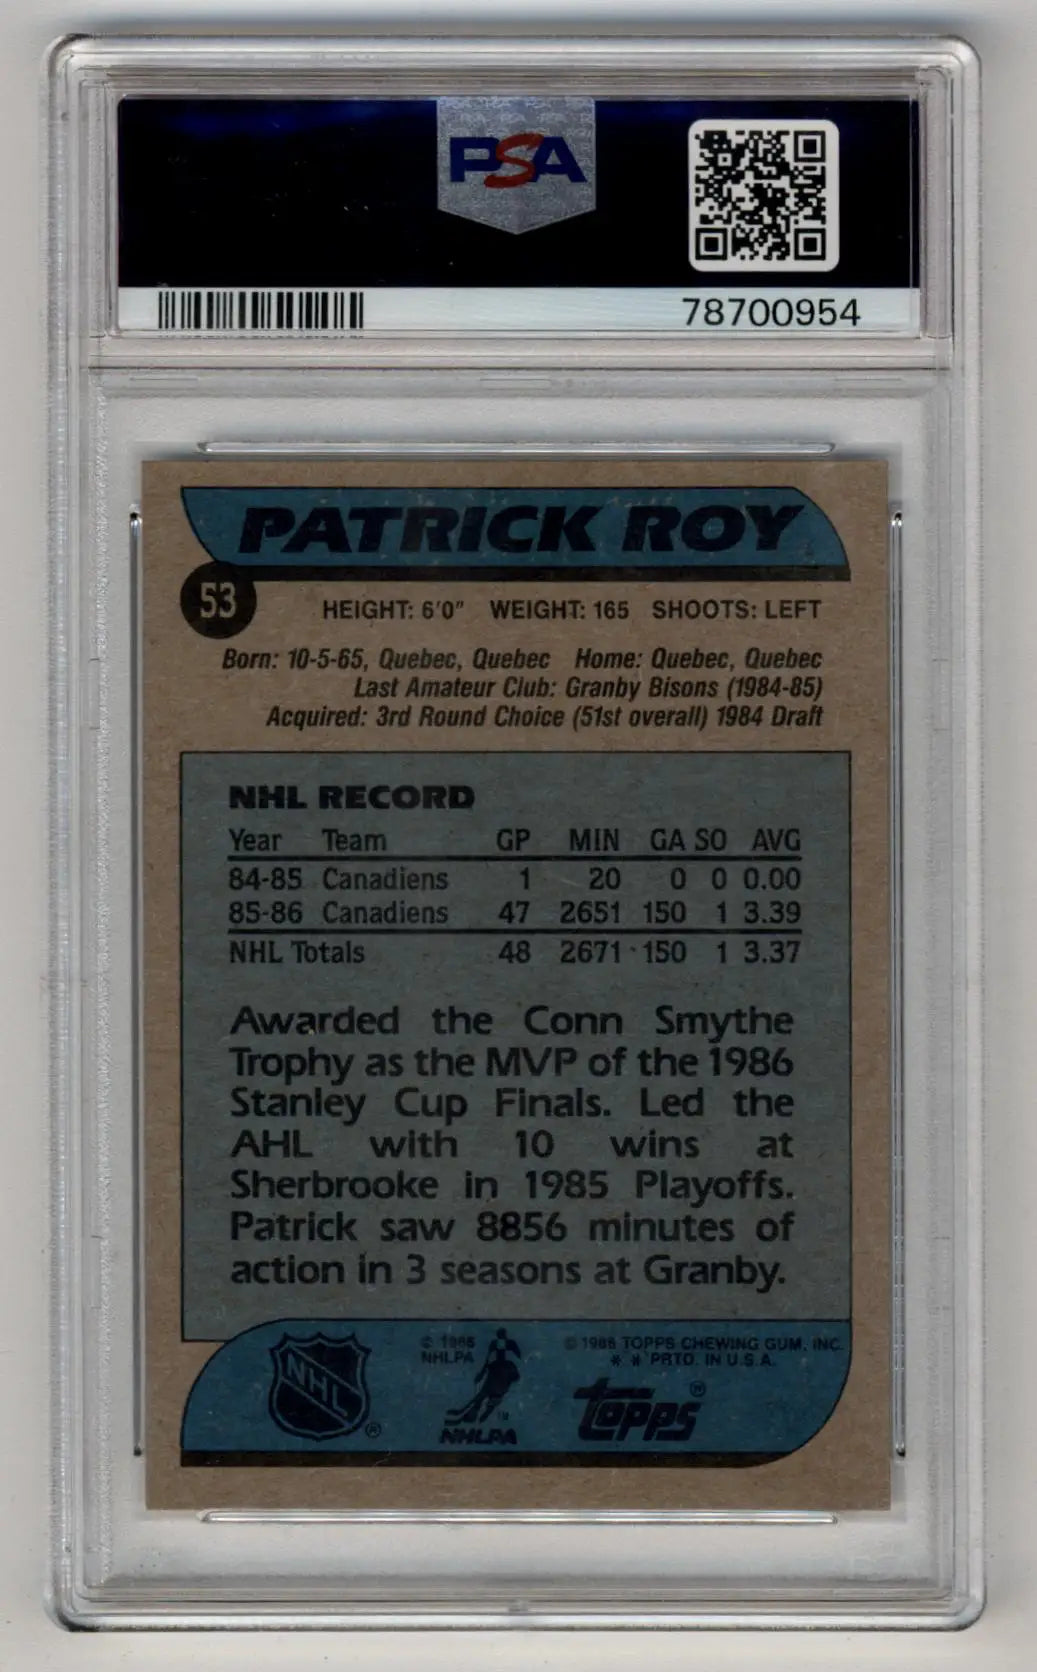 PSA
78700954
PATRICK ROY
53
HEIGHT: 6'0" WEIGHT: 165 SHOOTS: LEFT
Born: 10-5-65, Quebec, Quebec Home: Quebec, Quebec
Last Amateur Club: Granby Bisons (1984-85)
Acquired: 3rd Round Choice (51st overall) 1984 Draft
NHL RECORD
Year Team GP MIN GA SO AVG
84-85 Canadiens 1 20 0 0 0.00
85-86 Canadiens 47 2651 150 1 3.39
NHL Totals 48 2671 150 1 3.37
Awarded the Conn Smythe
Trophy as the MVP of the 1986
Stanley Cup Finals. Led the
AHL with 10 wins at
Sherbrooke in 1985 Playoffs.
Patrick saw 8856 minutes of
action in 3 seasons at Granby.
NHL ®
© 1986
NHLPA
TM
NHLPA
© 1986 TOPPS CHEWING GUM, INC.
* * PRTD. IN U.S.A.
topps ®